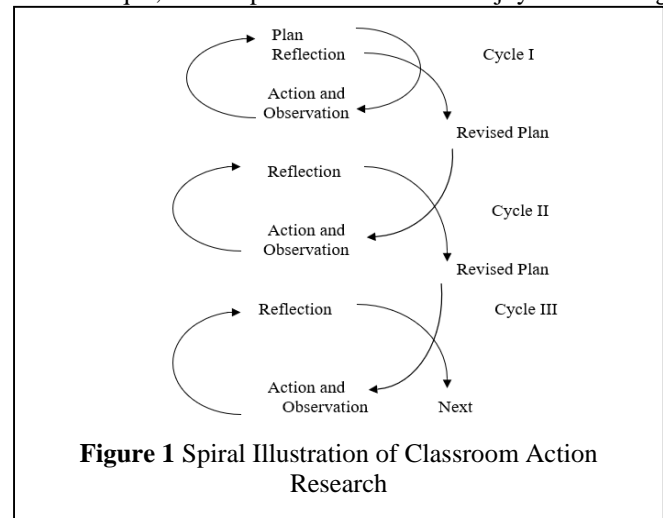 Plan
Reflection
Cycle I
Action and
Observation
Revised Plan
Reflection
Action and
Observation
Cycle II
Revised Plan
Reflection
Cycle III
Action and
Observation
Next
Figure 1 Spiral Illustration of Classroom Action
Research